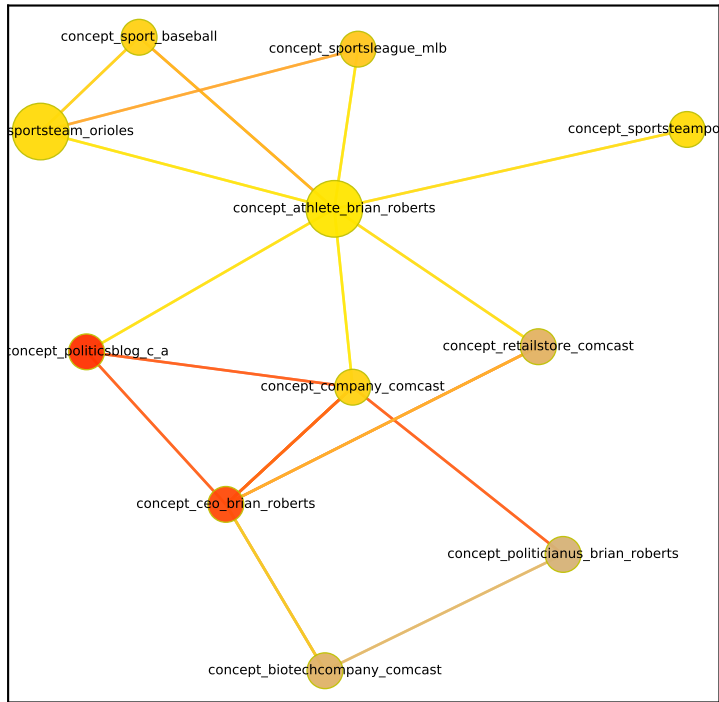 concept_sport_baseball
concept_sportsleague_mlb
concept_sportsteampo
sportsteam_orioles
concept_athlete_brian_roberts
concept_retailstore_comcast
concept_politicsblog_c_a
concept_company_comcast
concept_ceo_brian_roberts
concept_politicianus_brian_roberts
concept_biotechcompany_comcast